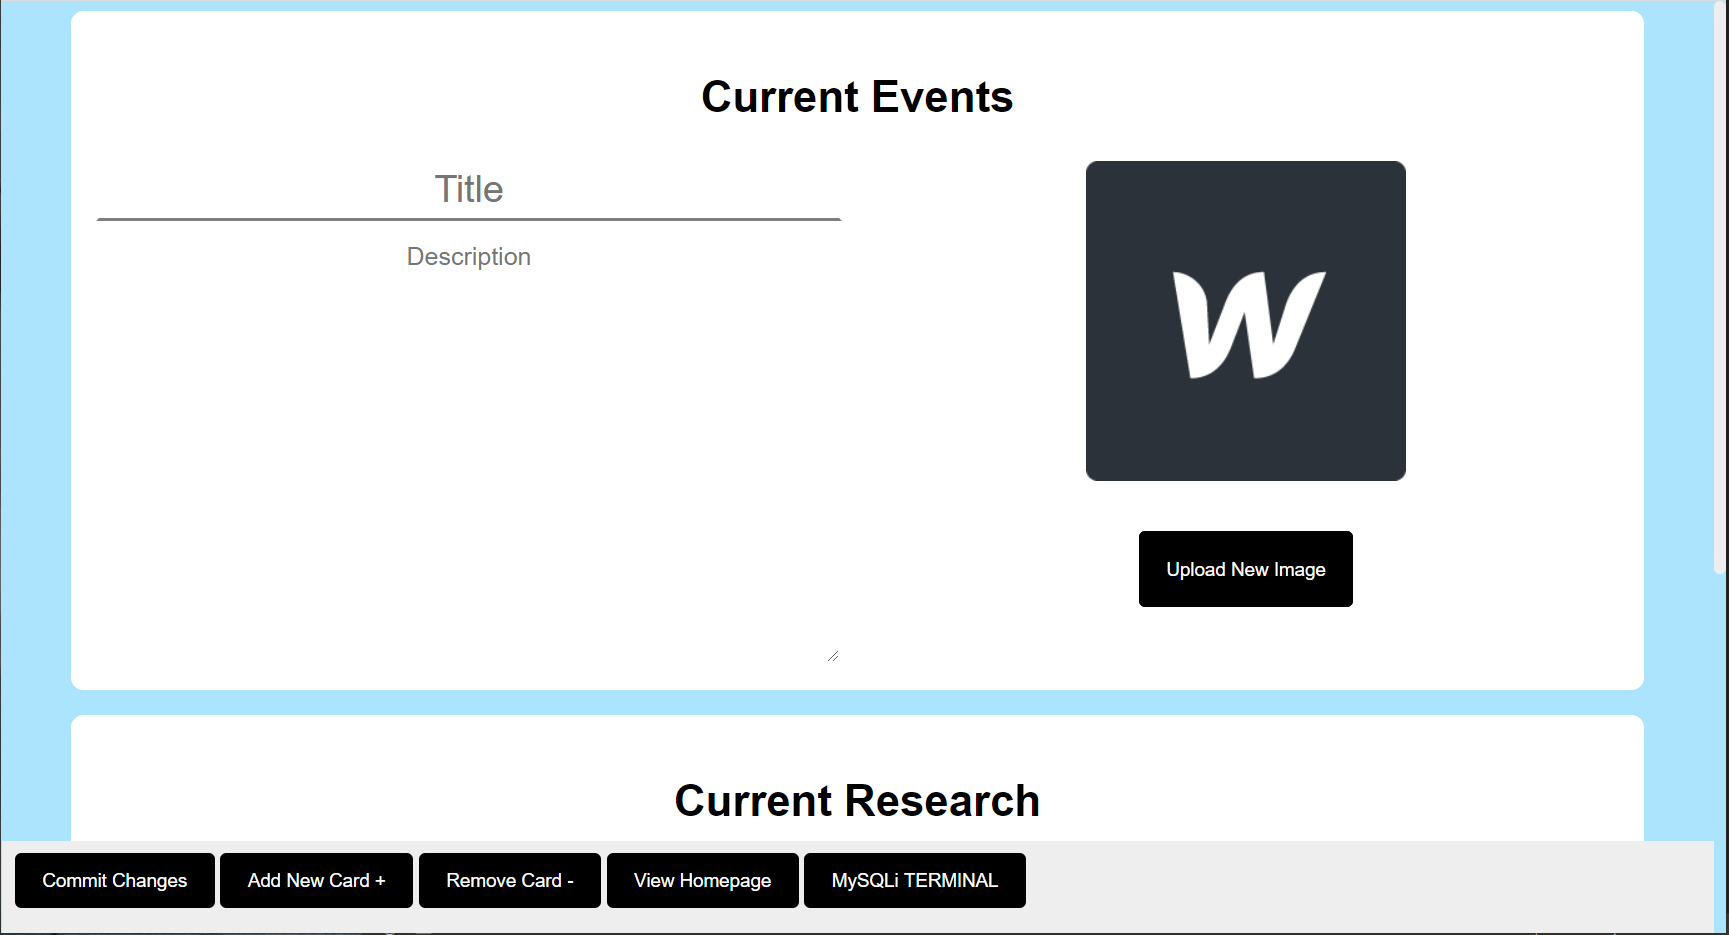 Current Events
Title
Description
W
Upload New Image
Current Research
Commit Changes
Add New Card +
Remove Card -
View Homepage
MySQLi TERMINAL